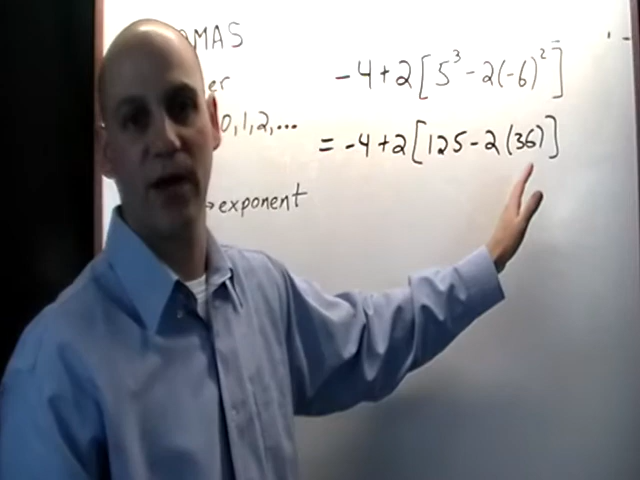 MAS
-4+2[5³-2(-6)²]
er
0,1,2,...
=-4+2[125-2(36)]
→exponent